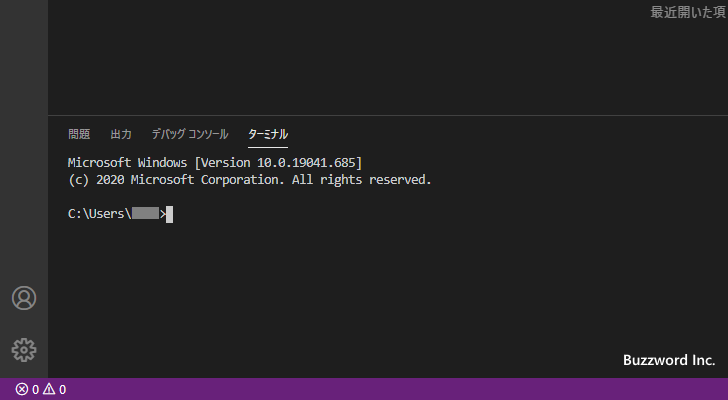 最近開いた項
問題 出力 デバッグ コンソール ターミナル
Microsoft Windows [Version 10.0.19041.685]
(c) 2020 Microsoft Corporation. All rights reserved.
C:\Users\ >
Buzzword Inc.
0 0